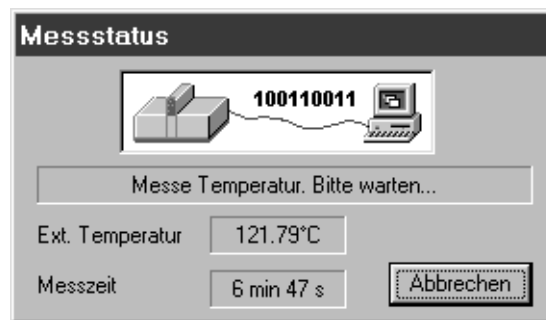 Messstatus
100110011
Messe Temperatur. Bitte warten...
Ext. Temperatur 121.79°C
Messzeit 6 min 47 s Abbrechen